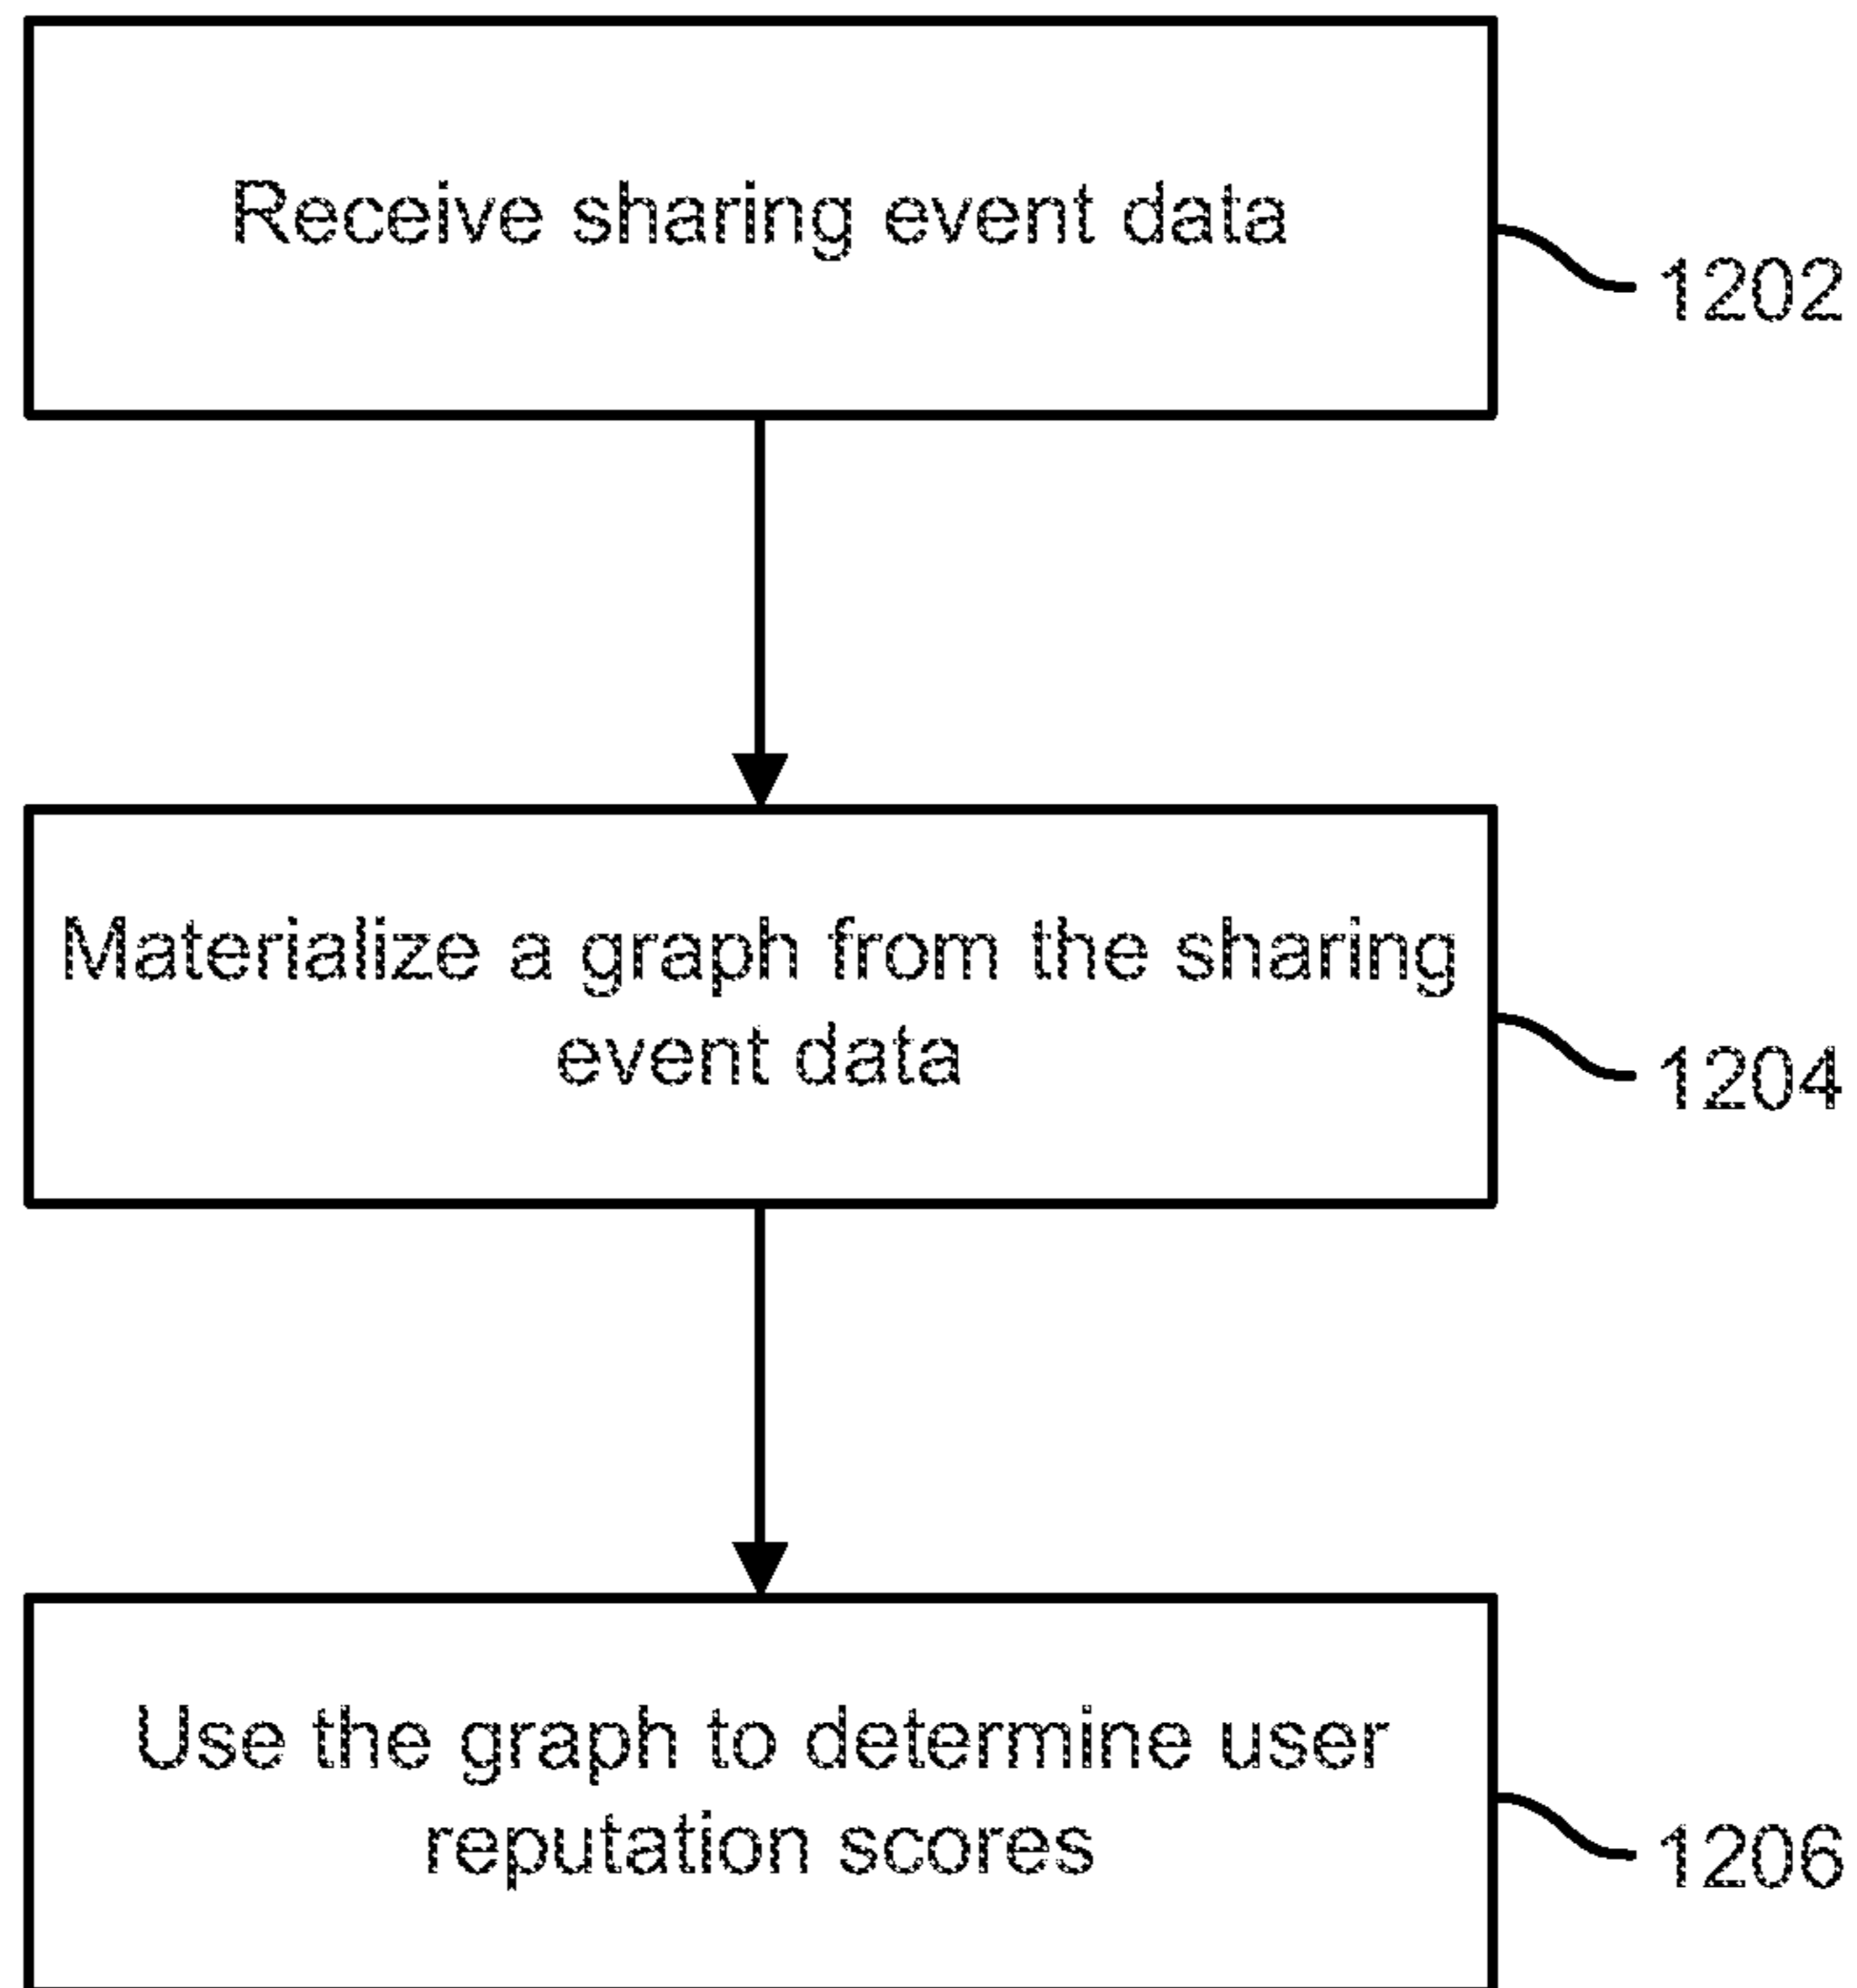 Receive sharing event data
1202
Materialize a graph from the sharing
event data
1204
Use the graph to determine user
reputation scores
1206